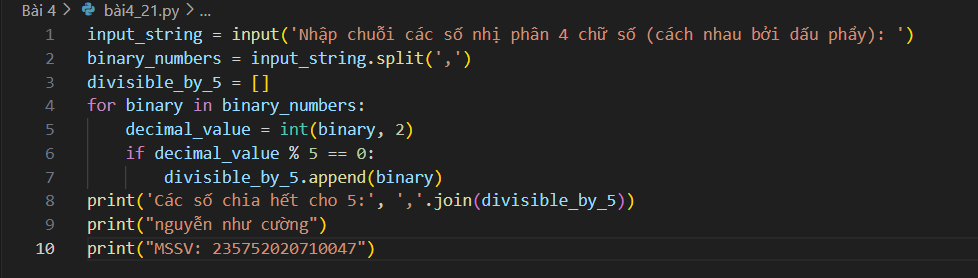 Bài 4 > bài4_21.py > ...
1 input_string = input('Nhập chuỗi các số nhị phân 4 chữ số (cách nhau bởi dấu phẩy): ')
2 binary_numbers = input_string.split(',')
3 divisible_by_5 = []
4 for binary in binary_numbers:
5     decimal_value = int(binary, 2)
6     if decimal_value % 5 == 0:
7         divisible_by_5.append(binary)
8 print('Các số chia hết cho 5:', ','.join(divisible_by_5))
9 print("nguyễn như cường")
10 print("MSSV: 235752020710047")